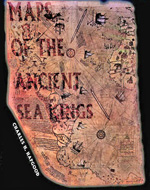 MAPS
OF THE
ANCIENT
SEA KINGS
CHARLES H. HAPGOOD